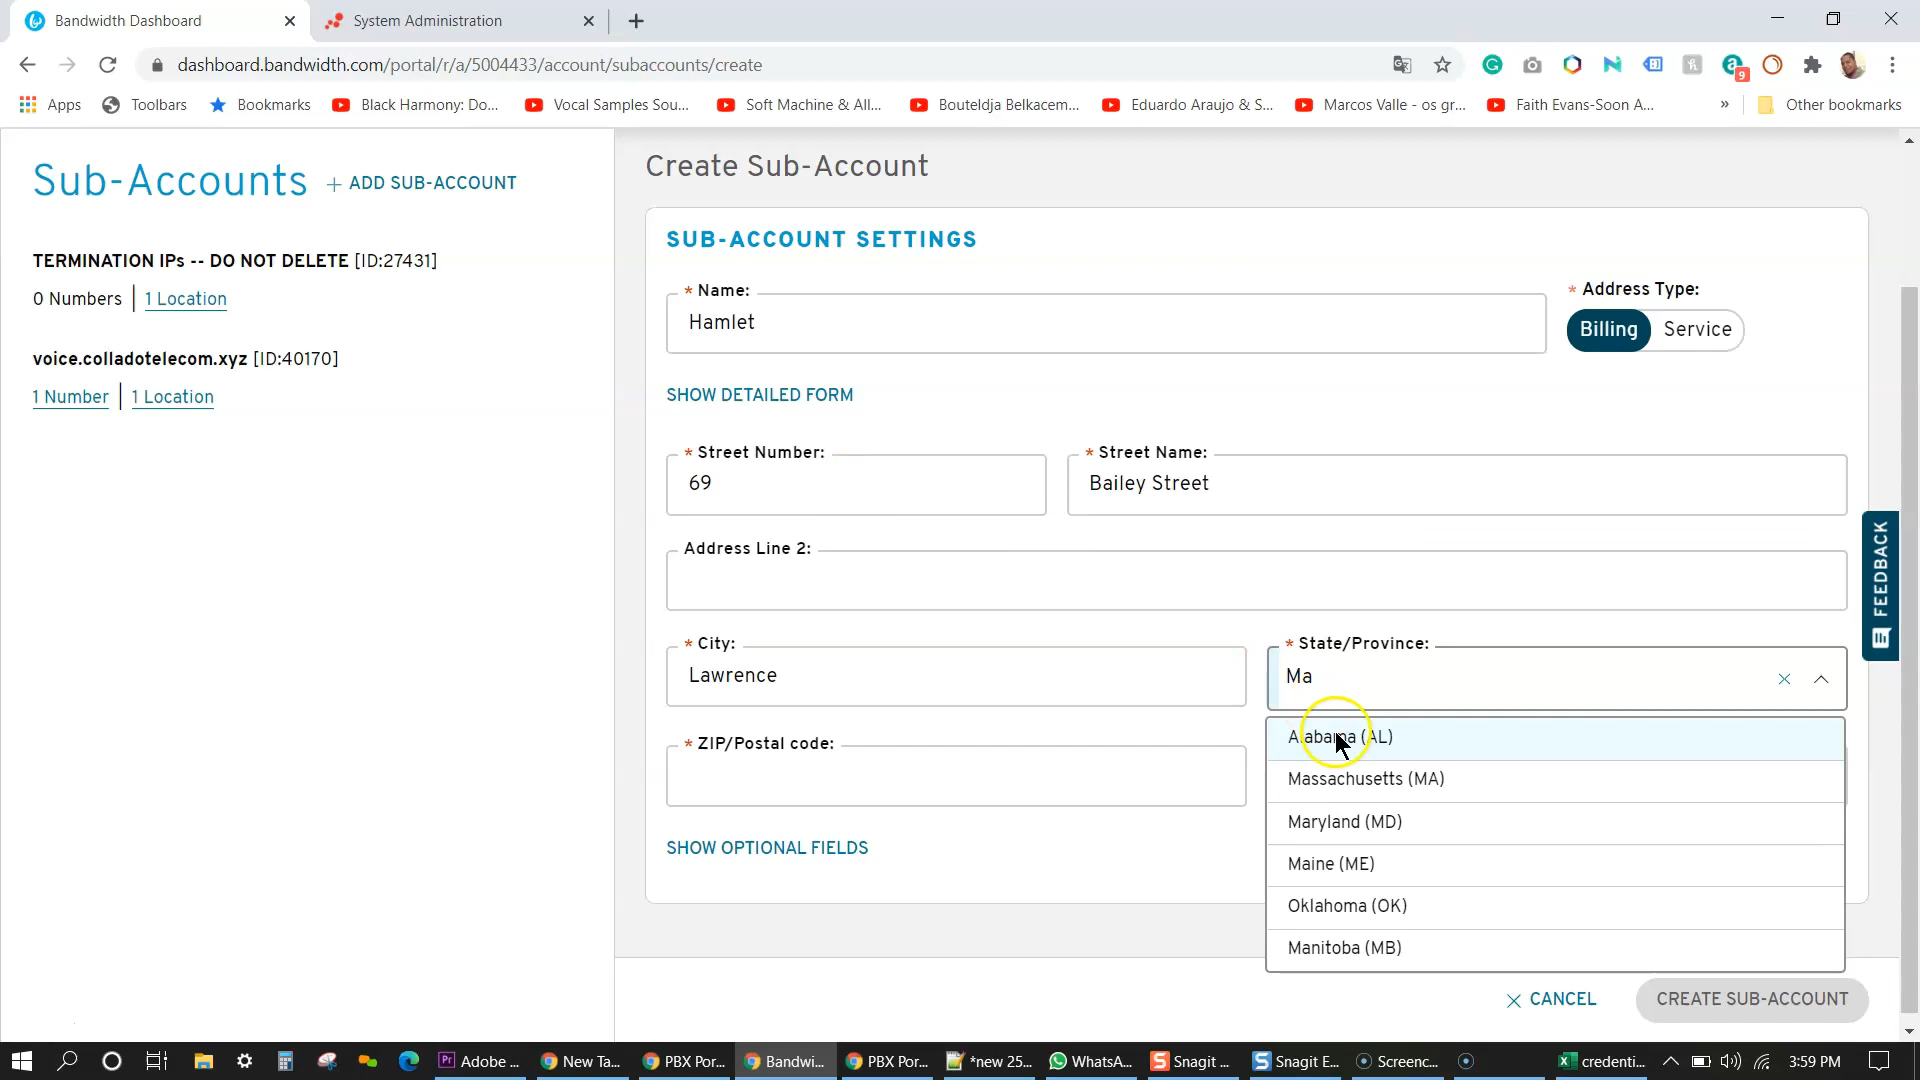 Bandwidth Dashboard
System Administration
dashboard.bandwidth.com/portal/r/a/5004433/account/subaccounts/create
9
Apps
Toolbars
Bookmarks
Black Harmony: Do...
Vocal Samples Sou...
Soft Machine & All...
Bouteldja Belkacem...
Eduardo Araujo & S...
Marcos Valle - os gr...
Faith Evans-Soon A...
»
Other bookmarks
Sub-Accounts
+ ADD SUB-ACCOUNT
TERMINATION IPs -- DO NOT DELETE [ID:27431]
0 Numbers | 1 Location
voice.colladotelecom.xyz [ID:40170]
1 Number | 1 Location
Create Sub-Account
SUB-ACCOUNT SETTINGS
* Name:
Hamlet
* Address Type:
Billing
Service
SHOW DETAILED FORM
* Street Number:
69
* Street Name:
Bailey Street
Address Line 2:
* City:
Lawrence
* State/Province:
Ma
Alabama (AL)
Massachusetts (MA)
Maryland (MD)
Maine (ME)
Oklahoma (OK)
Manitoba (MB)
* ZIP/Postal code:
SHOW OPTIONAL FIELDS
CANCEL
CREATE SUB-ACCOUNT
FEEDBACK
Adobe ...
New Ta...
PBX Por...
Bandwi...
PBX Por...
*new 25...
WhatsA...
Snagit ...
Snagit E...
Screenc...
credenti...
3:59 PM